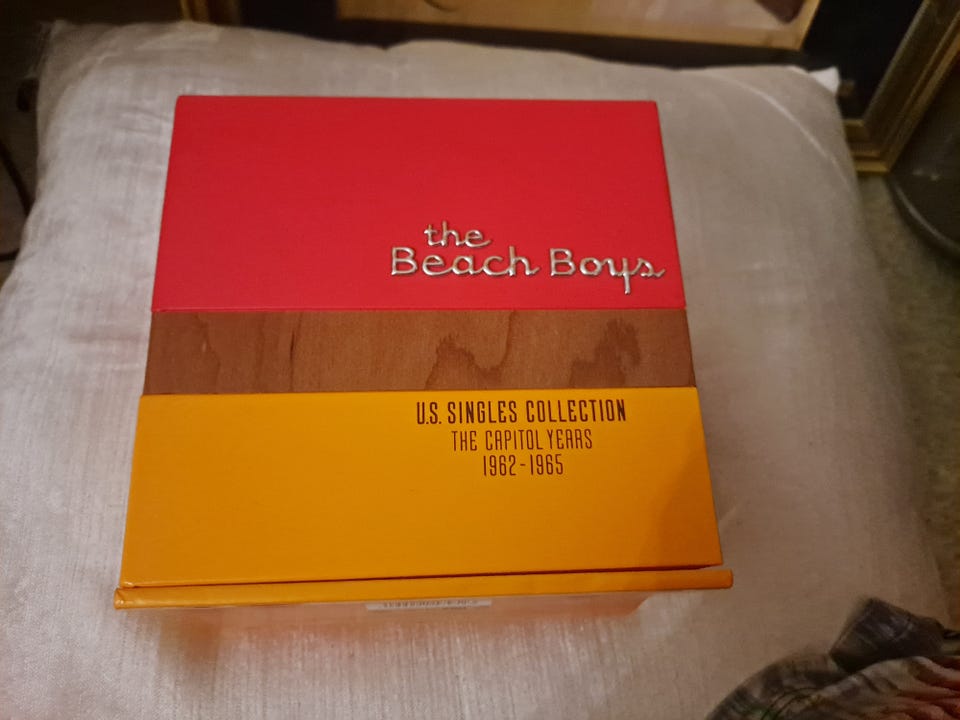 the
Beach Boys
U.S. SINGLES COLLECTION
THE CAPITOL YEARS
1962-1965